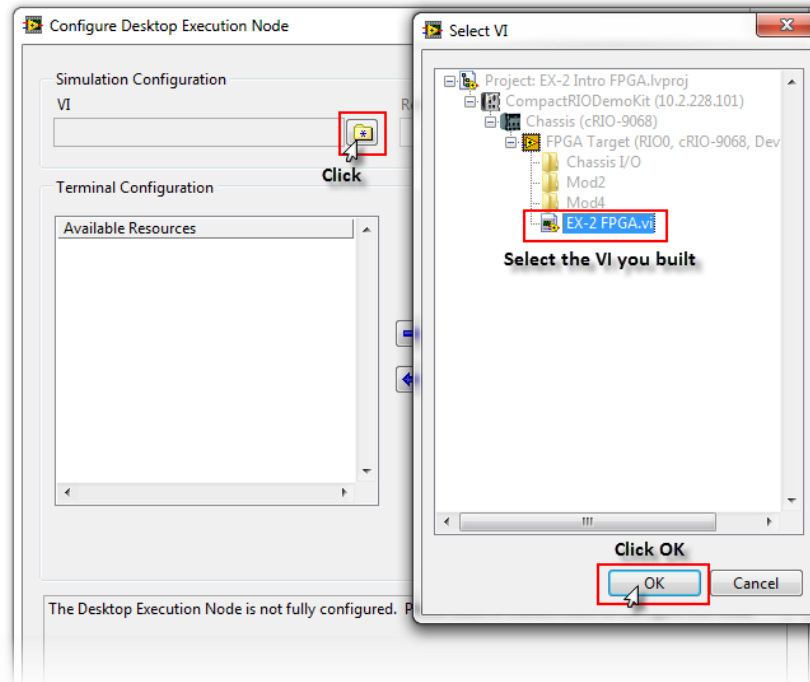 Configure Desktop Execution Node
Simulation Configuration
VI
Click
Terminal Configuration
Available Resources
The Desktop Execution Node is not fully configured.
Select VI
Project: EX-2 Intro FPGA.lvproj
CompactRIODemoKit (10.2.228.101)
Chassis (cRIO-9068)
FPGA Target (RIO0, cRIO-9068, Dev
Chassis I/O
Mod2
Mod4
EX-2 FPGA.vi
Select the VI you built
Click OK
OK
Cancel